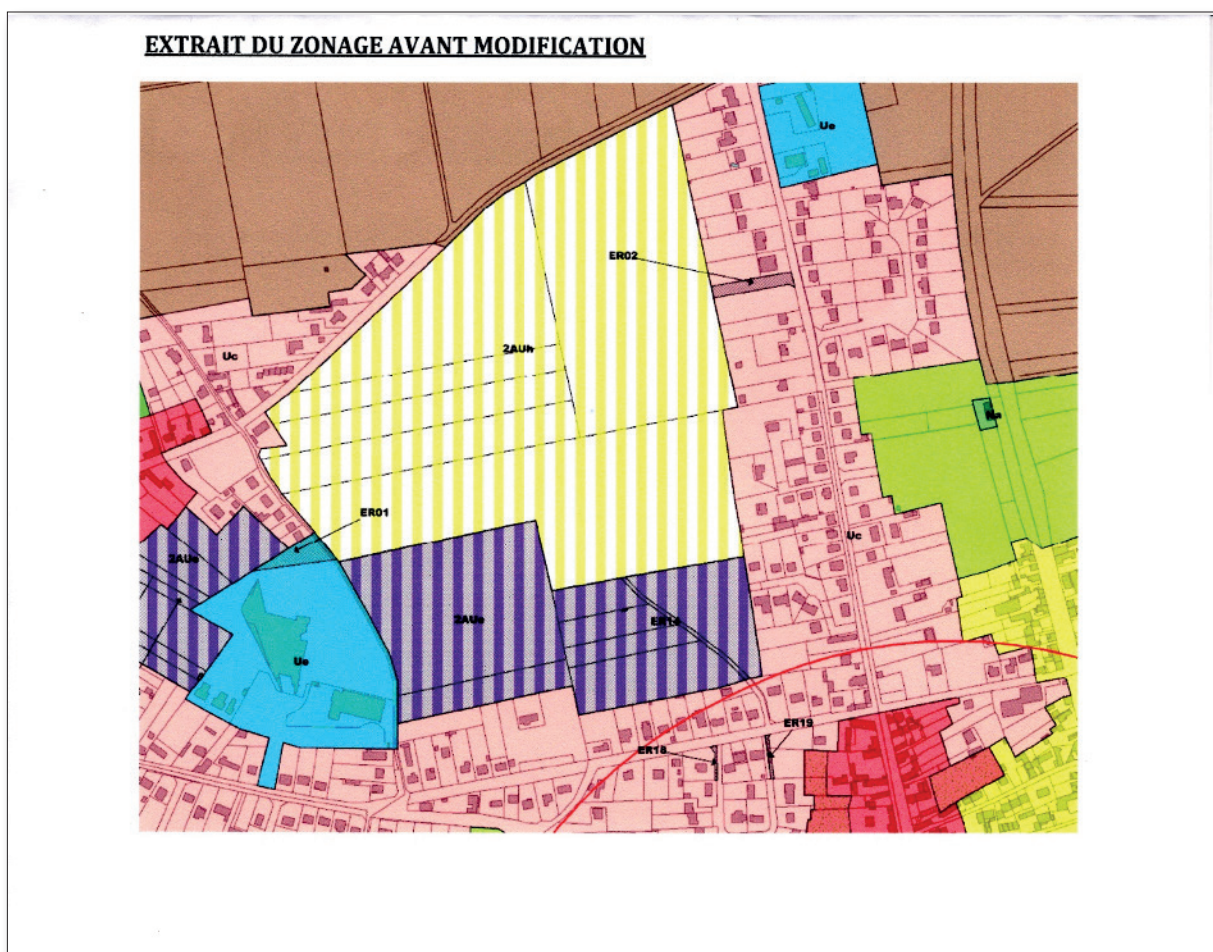 EXTRAIT DU ZONAGE AVANT MODIFICATION
Ue
ER02
2AUh
Uc
ER01
Uc
2AUe
2AUe
Ue
ER19
ER18